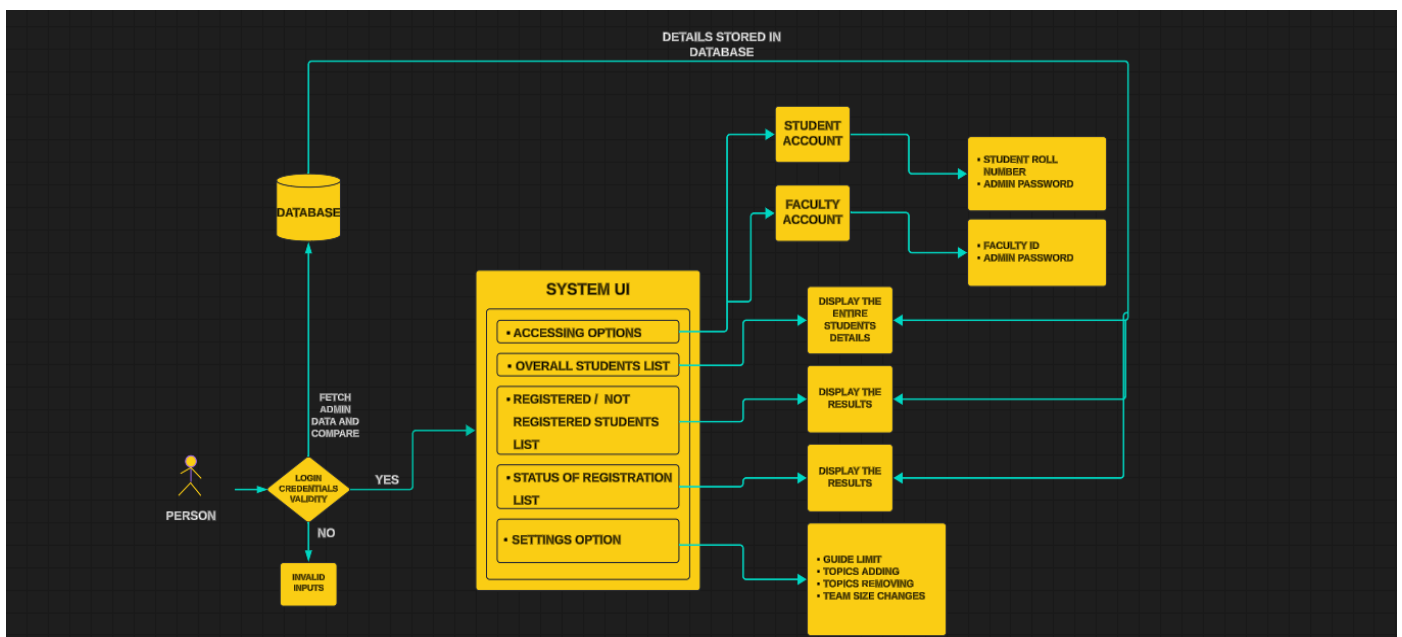 DETAILS STORED IN
DATABASE
STUDENT
ACCOUNT
• STUDENT ROLL
NUMBER
• ADMIN PASSWORD
DATABASE
FACULTY
ACCOUNT
• FACULTY ID
• ADMIN PASSWORD
SYSTEM UI
• ACCESSING OPTIONS
• OVERALL STUDENTS LIST
• REGISTERED / NOT
REGISTERED STUDENTS
LIST
• STATUS OF REGISTRATION
LIST
• SETTINGS OPTION
DISPLAY THE
ENTIRE
STUDENTS
DETAILS
DISPLAY THE
RESULTS
DISPLAY THE
RESULTS
• GUIDE LIMIT
• TOPICS ADDING
• TOPICS REMOVING
• TEAM SIZE CHANGES
FETCH
ADMIN
DATA AND
COMPARE
PERSON
LOGIN
CREDENTIALS
VALIDITY
YES
NO
INVALID
INPUTS